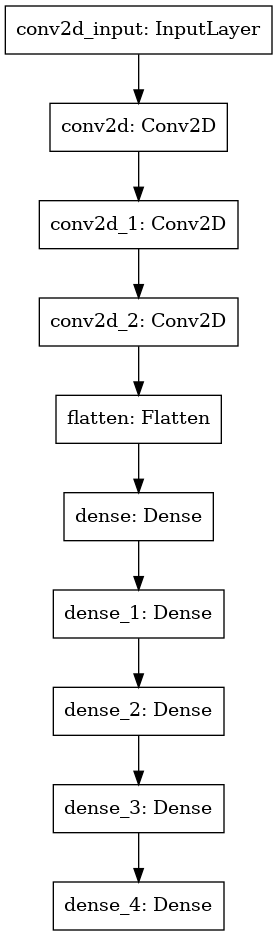 conv2d_input: InputLayer
conv2d: Conv2D
conv2d_1: Conv2D
conv2d_2: Conv2D
flatten: Flatten
dense: Dense
dense_1: Dense
dense_2: Dense
dense_3: Dense
dense_4: Dense